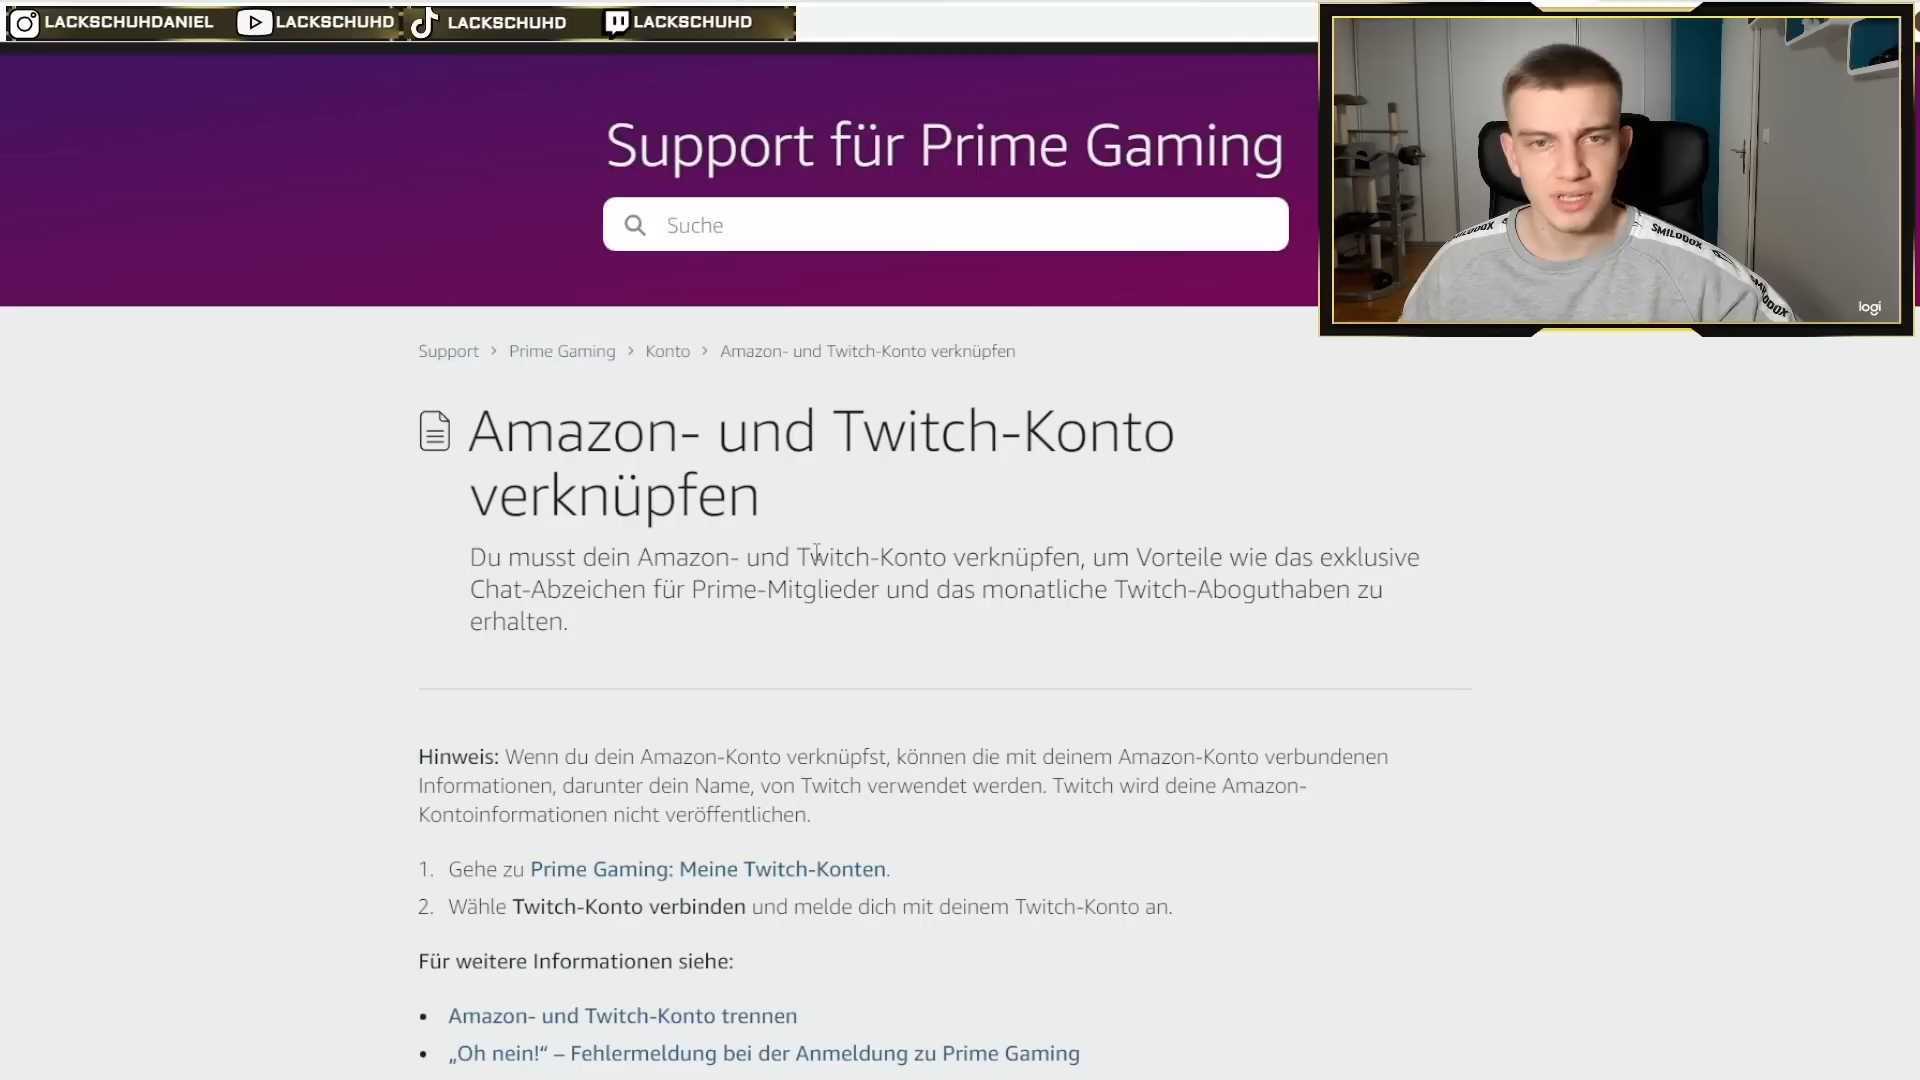 LACKSCHUHDANIEL LACKSCHUHD LACKSCHUHD LACKSCHUHD
Support für Prime Gaming
Suche
SMILODOX SMILODOX
logi
Support > Prime Gaming > Konto > Amazon- und Twitch-Konto verknüpfen
Amazon- und Twitch-Konto
verknüpfen
Du musst dein Amazon- und Twitch-Konto verknüpfen, um Vorteile wie das exklusive
Chat-Abzeichen für Prime-Mitglieder und das monatliche Twitch-Aboguthaben zu
erhalten.
Hinweis: Wenn du dein Amazon-Konto verknüpfst, können die mit deinem Amazon-Konto verbundenen
Informationen, darunter dein Name, von Twitch verwendet werden. Twitch wird deine Amazon-
Kontoinformationen nicht veröffentlichen.
1. Gehe zu Prime Gaming: Meine Twitch-Konten.
2. Wähle Twitch-Konto verbinden und melde dich mit deinem Twitch-Konto an.
Für weitere Informationen siehe:
• Amazon- und Twitch-Konto trennen
• „Oh nein!“ – Fehlermeldung bei der Anmeldung zu Prime Gaming